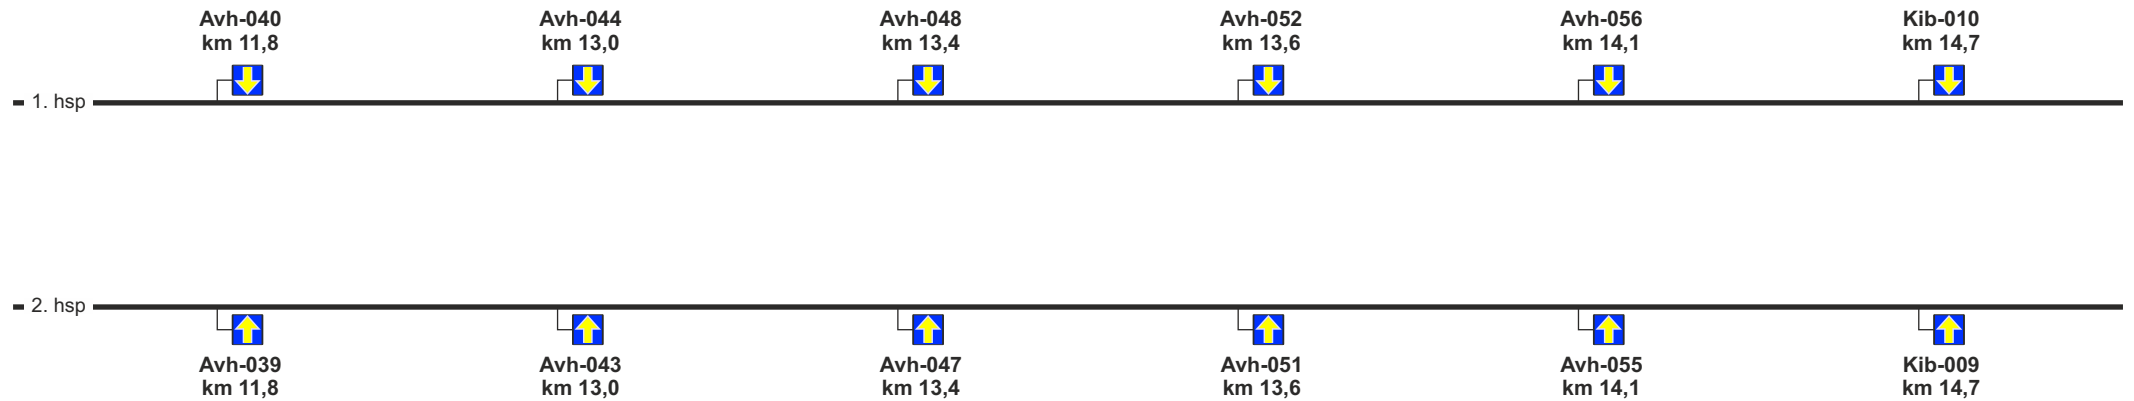 Avh-040
km 11,8
Avh-044
km 13,0
Avh-048
km 13,4
Avh-052
km 13,6
Avh-056
km 14,1
Kib-010
km 14,7
1. hsp
2. hsp
Avh-039
km 11,8
Avh-043
km 13,0
Avh-047
km 13,4
Avh-051
km 13,6
Avh-055
km 14,1
Kib-009
km 14,7